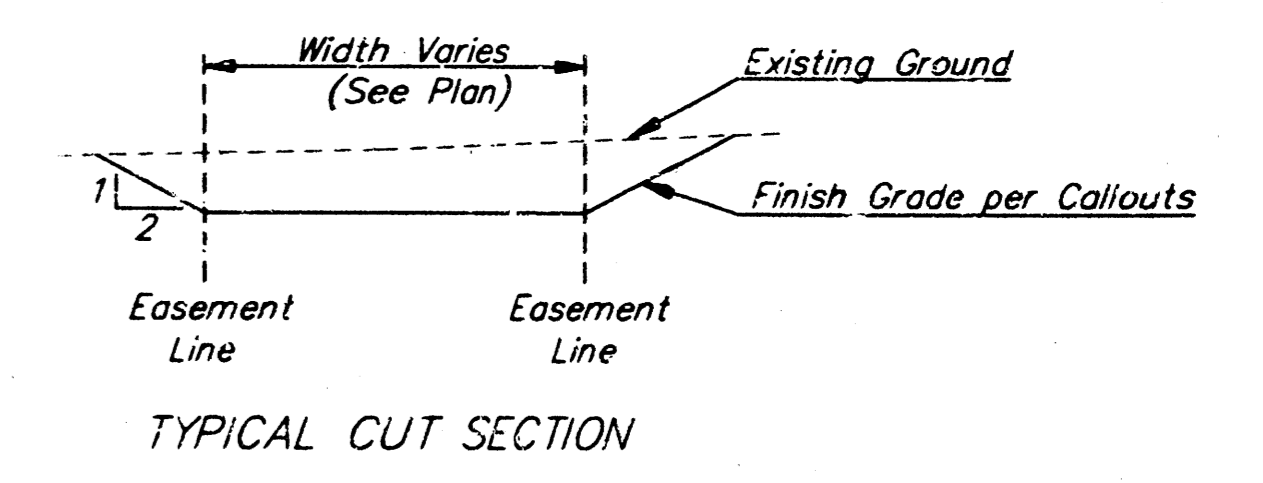 Width Varies
(See Plan)
Existing Ground
1
2
Finish Grade per Callouts
Easement
Line
Easement
Line
TYPICAL CUT SECTION